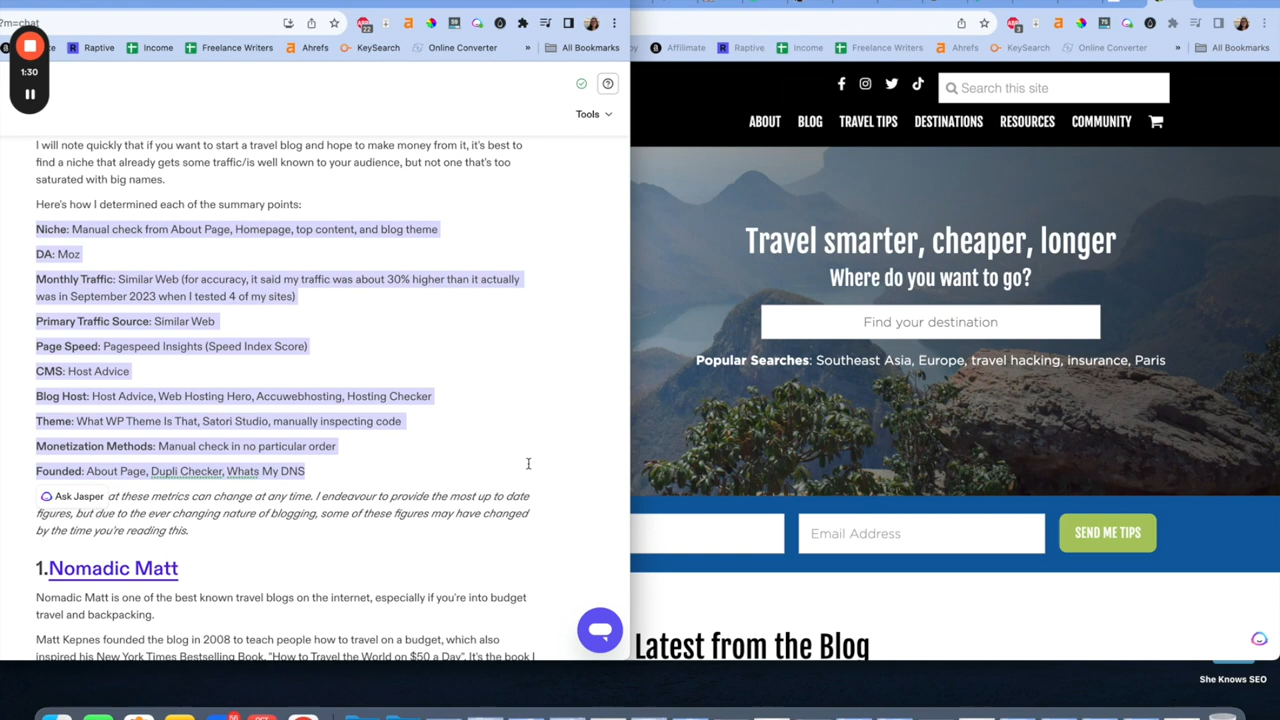 ?m=chat
1:30
22
59
Raptive
Income
Freelance Writers
Ahrefs
KeySearch
Online Converter
»
All Bookmarks
Tools
I will note quickly that if you want to start a travel blog and hope to make money from it, it's best to
find a niche that already gets some traffic/is well known to your audience, but not one that's too
saturated with big names.
Here's how I determined each of the summary points:
Niche: Manual check from About Page, Homepage, top content, and blog theme
DA: Moz
Monthly Traffic: Similar Web (for accuracy, it said my traffic was about 30% higher than it actually
was in September 2023 when I tested 4 of my sites)
Primary Traffic Source: Similar Web
Page Speed: Pagespeed Insights (Speed Index Score)
CMS: Host Advice
Blog Host: Host Advice, Web Hosting Hero, Accuwebhosting, Hosting Checker
Theme: What WP Theme Is That, Satori Studio, manually inspecting code
Monetization Methods: Manual check in no particular order
Founded: About Page, Dupli Checker, Whats My DNS
Ask Jasper at these metrics can change at any time. I endeavour to provide the most up to date
figures, but due to the ever changing nature of blogging, some of these figures may have changed
by the time you're reading this.
1.Nomadic Matt
Nomadic Matt is one of the best known travel blogs on the internet, especially if you're into budget
travel and backpacking.
Matt Kepnes founded the blog in 2008 to teach people how to travel on a budget, which also
inspired his New York Times Bestselling Book, "How to Travel the World on $50 a Day". It's the book I
3
75
by
Affilimate
Raptive
Income
Freelance Writers
Ahrefs
KeySearch
Online Converter
»
All Bookmarks
Search this site
ABOUT BLOG TRAVEL TIPS DESTINATIONS RESOURCES COMMUNITY
Travel smarter, cheaper, longer
Where do you want to go?
Find your destination
Popular Searches: Southeast Asia, Europe, travel hacking, insurance, Paris
Email Address
SEND ME TIPS
Latest from the Blog
She Knows SEO
56
OCT